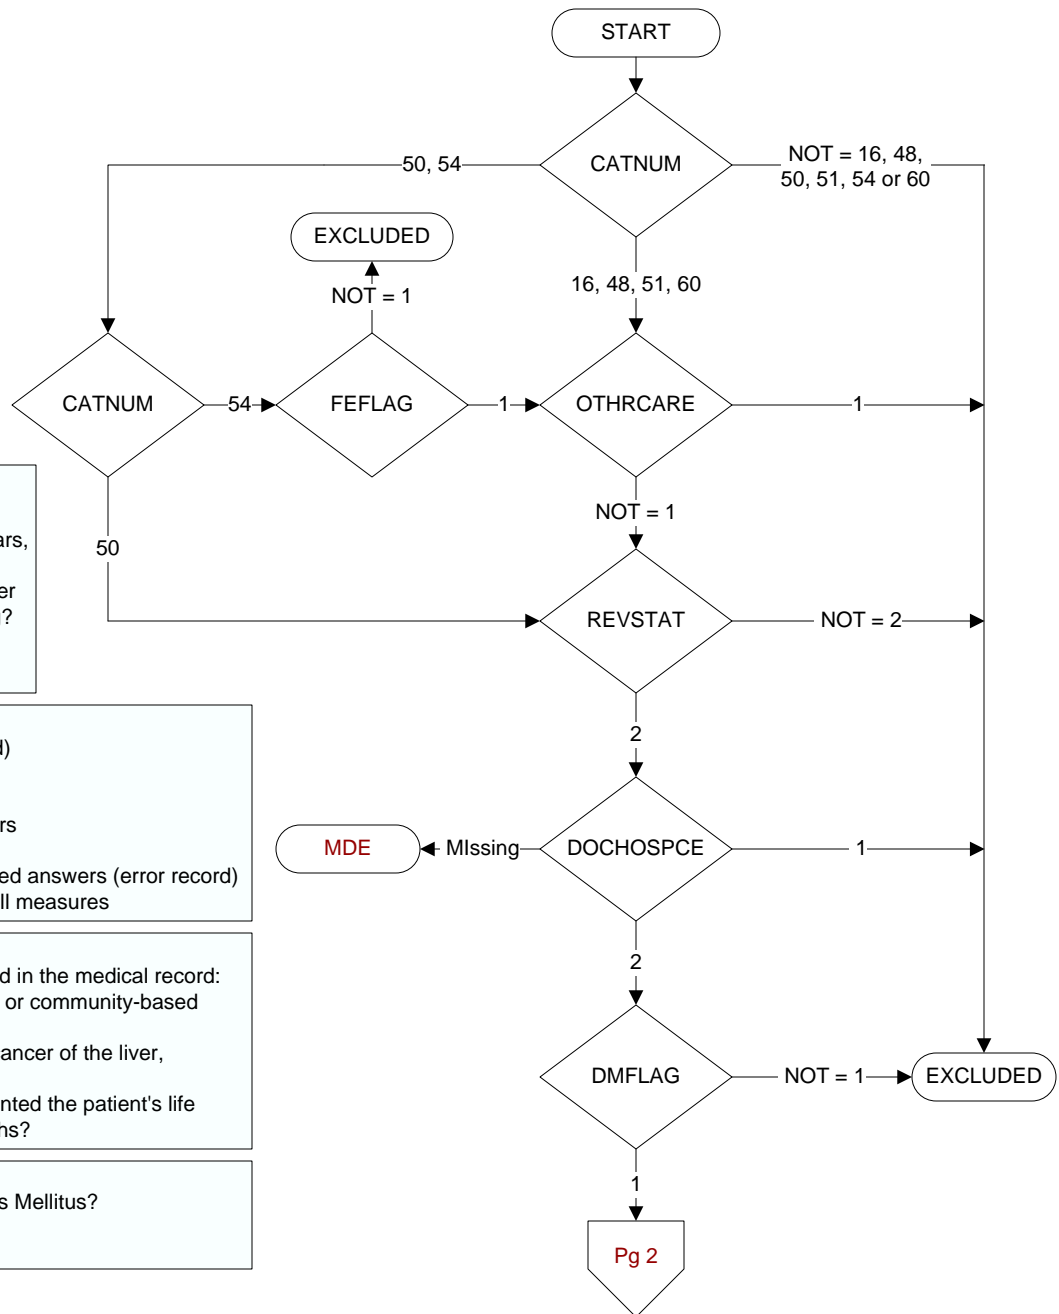 START
CATNUM
50, 54
NOT = 16, 48,
50, 51, 54 or 60
EXCLUDED
NOT = 1
16, 48, 51, 60
CATNUM
54
FEFLAG
1
OTHRCARE
1
NOT = 1
50
REVSTAT
NOT = 2
2
MDE
MIssing
DOCHOSPCE
1
2
DMFLAG
NOT = 1
EXCLUDED
1
Pg 2
ed answers (error record)
ll measures
d in the medical record:
or community-based
ancer of the liver,
nted the patient's life
s Mellitus?